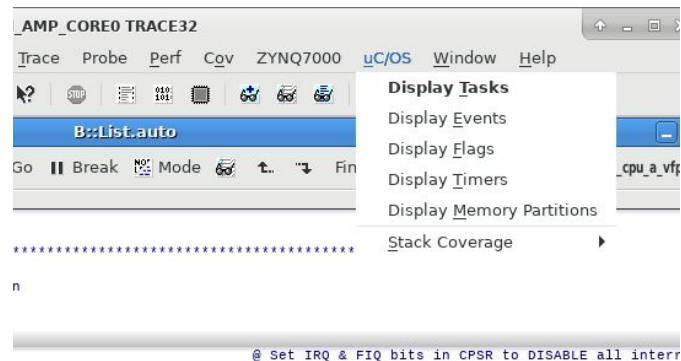 _AMP_CORE0 TRACE32
Trace Probe Perf Cov ZYNQ7000 uC/OS Window Help
Display Tasks
Display Events
B::List.auto
Display Flags
Go Break Mode Fin _cpu_a_vfp
Display Timers
Display Memory Partitions
Stack Coverage
*******************************************
n
@ Set IRQ & FIQ bits in CPSR to DISABLE all interr